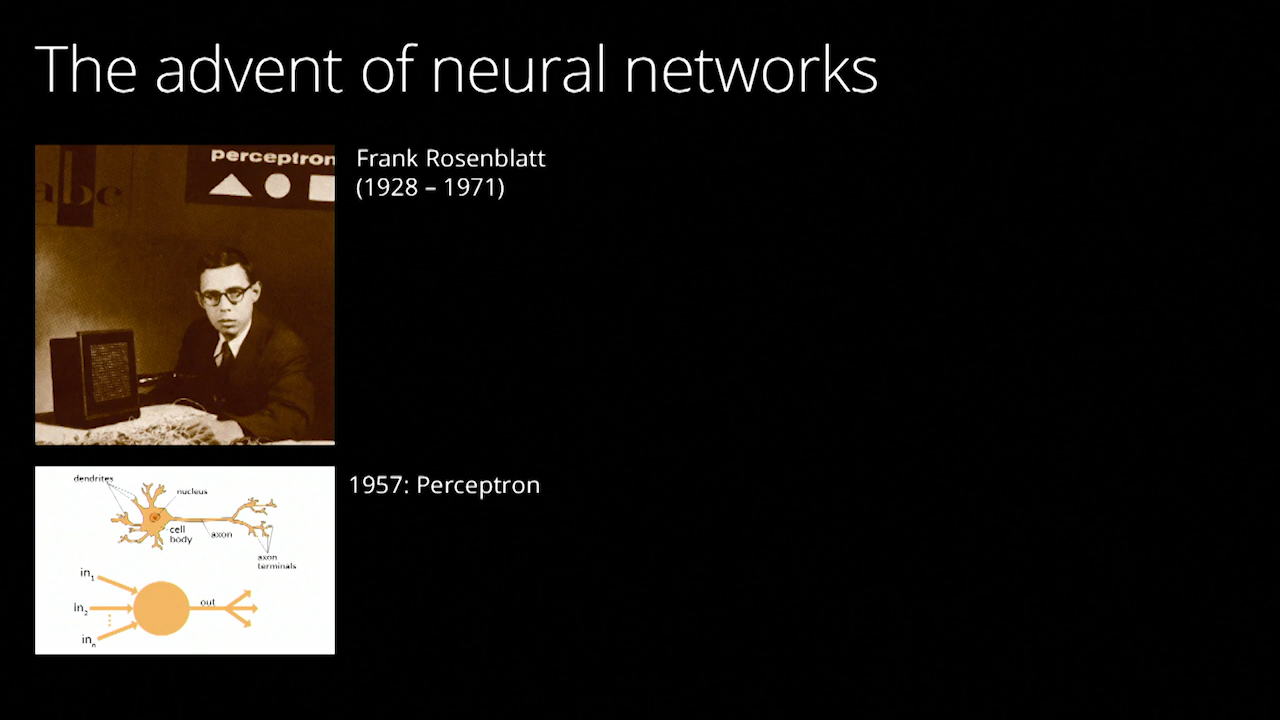 The advent of neural networks
abc
perceptron
Frank Rosenblatt
(1928 – 1971)
dendrites
nucleus
cell
body
axon
axon
terminals
in1
in2
inn
out
1957: Perceptron